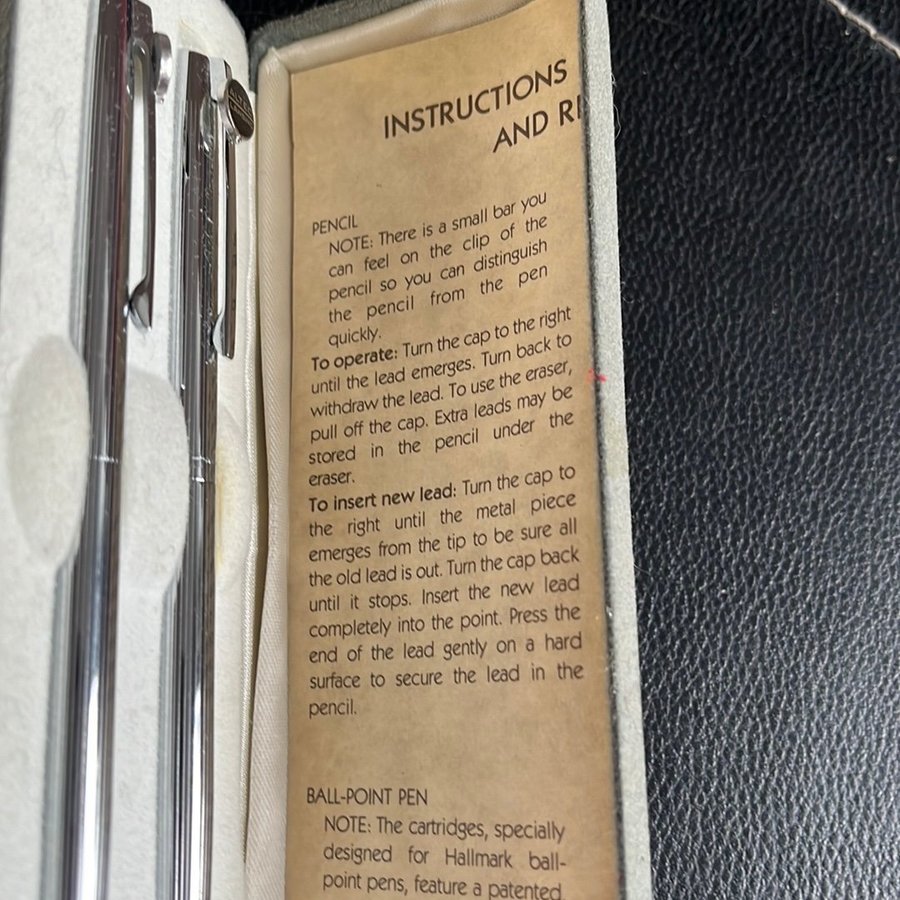 INSTRUCTIONS
AND
PENCIL
NOTE: There is a small bar you
can feel on the clip of the
pencil so you can distinguish
the pencil from the pen
quickly.
To operate: Turn the cap to the right
until the lead emerges. Turn back to
withdraw the lead. To use the eraser,
pull off the cap. Extra leads may be
stored in the pencil under the
eraser.
To insert new lead: Turn the cap to
the right until the metal piece
emerges from the tip to be sure all
the old lead is out. Turn the cap back
until it stops. Insert the new lead
completely into the point. Press the
end of the lead gently on a hard
surface to secure the lead in the
pencil.
BALL-POINT PEN
NOTE: The cartridges, specially
designed for Hallmark ball-
point pens, feature a patented